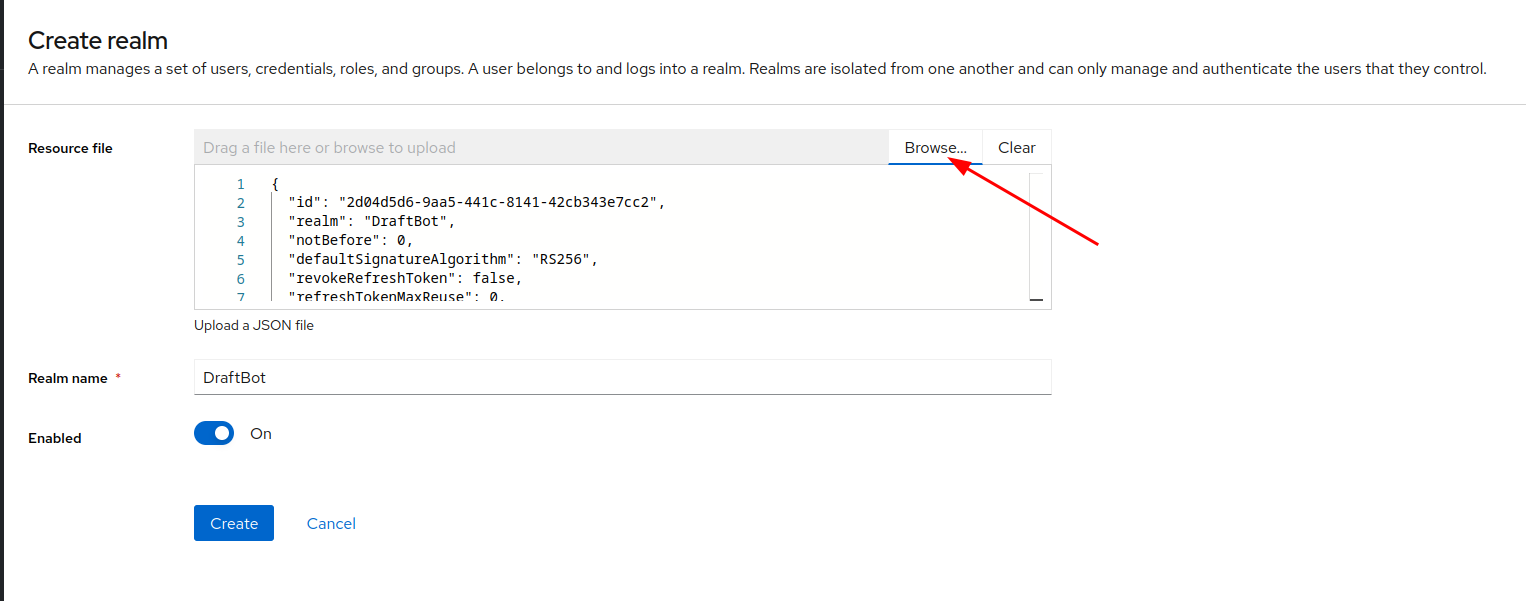 Create realm
A realm manages a set of users, credentials, roles, and groups. A user belongs to and logs into a realm. Realms are isolated from one another and can only manage and authenticate the users that they control.
Resource file
Drag a file here or browse to upload
Browse...
Clear
1 {
2 "id": "2d04d5d6-9aa5-441c-8141-42cb343e7cc2",
3 "realm": "DraftBot",
4 "notBefore": 0,
5 "defaultSignatureAlgorithm": "RS256",
6 "revokeRefreshToken": false,
7 "refreshTokenMaxReuse": 0,
Upload a JSON file
Realm name *
DraftBot
Enabled
On
Create
Cancel